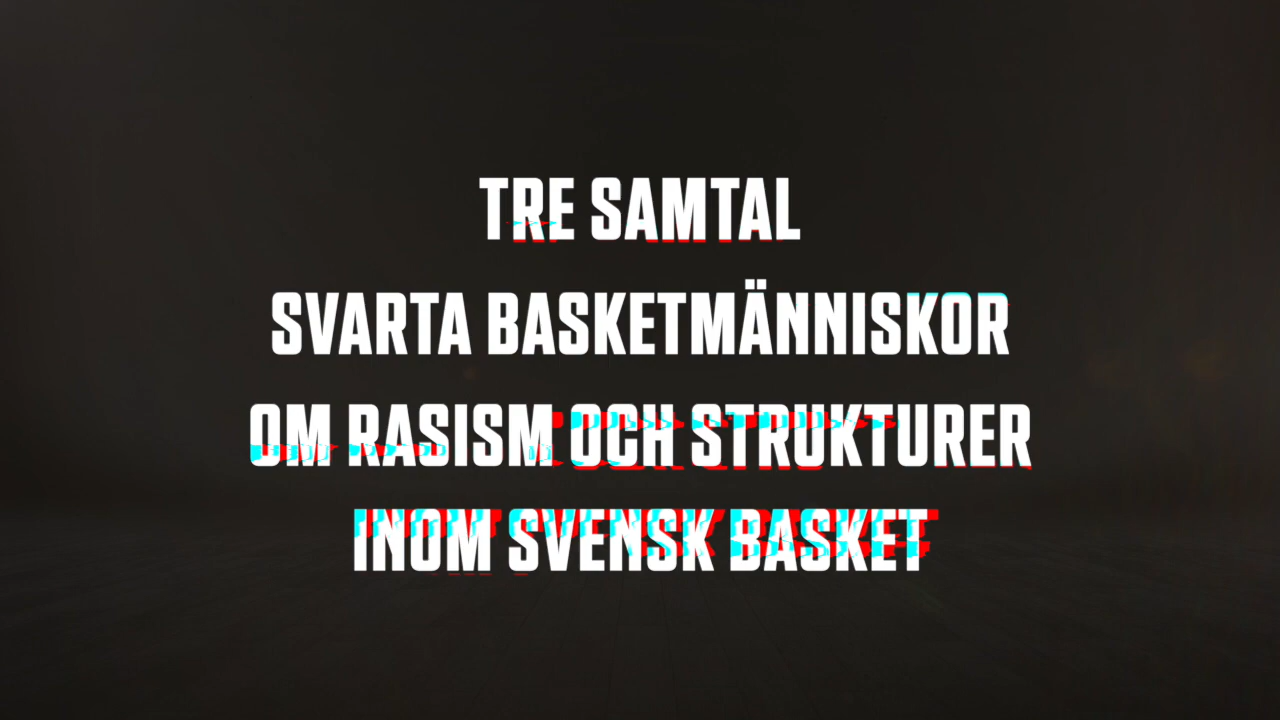 TRE SAMTAL
SVARTA BASKETMÄNNISKOR
OM RASISM OCH STRUKTURER
INOM SVENSK BASKET